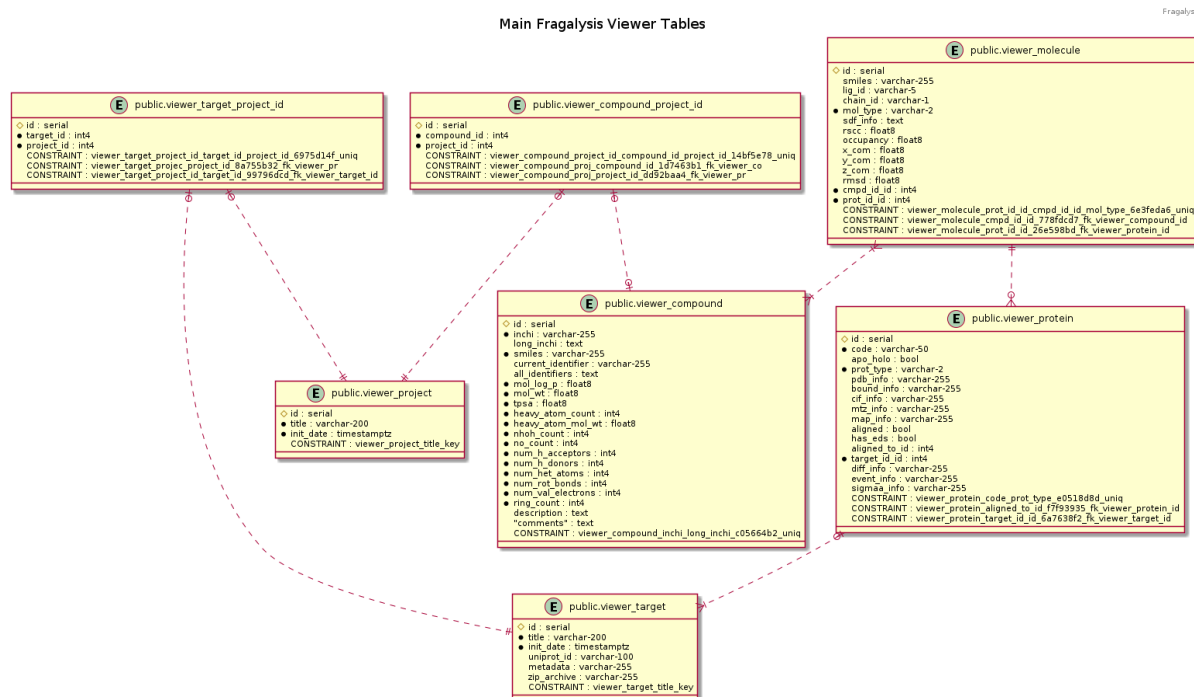 Fragalys
Main Fragalysis Viewer Tables
E public.viewer_molecule
id : serial
smiles : varchar-255
lig_id : varchar-5
chain_id : varchar-1
mol_type : varchar-2
sdf_info : text
rscc : float8
occupancy : float8
x_com : float8
y_com : float8
z_com : float8
rmsd : float8
cmpd_id_id : int4
prot_id_id : int4
CONSTRAINT : viewer_molecule_prot_id_id_cmpd_id_id_mol_type_6e3feda6_uniq
CONSTRAINT : viewer_molecule_cmpd_id_id_778fdcd7_fk_viewer_compound_id
CONSTRAINT : viewer_molecule_prot_id_id_26e598bd_fk_viewer_protein_id
E public.viewer_target_project_id
id : serial
target_id : int4
project_id : int4
CONSTRAINT : viewer_target_project_id_target_id_project_id_6975d14f_uniq
CONSTRAINT : viewer_target_projec_project_id_8a755b32_fk_viewer_pr
CONSTRAINT : viewer_target_project_id_target_id_99796dcd_fk_viewer_target_id
E public.viewer_compound_project_id
id : serial
compound_id : int4
project_id : int4
CONSTRAINT : viewer_compound_project_id_compound_id_project_id_14bf5e78_uniq
CONSTRAINT : viewer_compound_proj_compound_id_1d7463b1_fk_viewer_co
CONSTRAINT : viewer_compound_proj_project_id_dd92baa4_fk_viewer_pr
E public.viewer_compound
id : serial
inchi : varchar-255
long_inchi : text
smiles : varchar-255
current_identifier : varchar-255
all_identifiers : text
mol_log_p : float8
mol_wt : float8
tpsa : float8
heavy_atom_count : int4
heavy_atom_mol_wt : float8
nhoh_count : int4
no_count : int4
num_h_acceptors : int4
num_h_donors : int4
num_het_atoms : int4
num_rot_bonds : int4
num_val_electrons : int4
ring_count : int4
description : text
"comments" : text
CONSTRAINT : viewer_compound_inchi_long_inchi_c05664b2_uniq
E public.viewer_protein
id : serial
code : varchar-50
apo_holo : bool
prot_type : varchar-2
pdb_info : varchar-255
bound_info : varchar-255
cif_info : varchar-255
mtz_info : varchar-255
map_info : varchar-255
aligned : bool
has_eds : bool
aligned_to_id : int4
target_id_id : int4
diff_info : varchar-255
event_info : varchar-255
sigmaa_info : varchar-255
CONSTRAINT : viewer_protein_code_prot_type_e0518d8d_uniq
CONSTRAINT : viewer_protein_aligned_to_id_f7f93935_fk_viewer_protein_id
CONSTRAINT : viewer_protein_target_id_id_6a7638f2_fk_viewer_target_id
E public.viewer_project
id : serial
title : varchar-200
init_date : timestamptz
CONSTRAINT : viewer_project_title_key
E public.viewer_target
id : serial
title : varchar-200
init_date : timestamptz
uniprot_id : varchar-100
metadata : varchar-255
zip_archive : varchar-255
CONSTRAINT : viewer_target_title_key